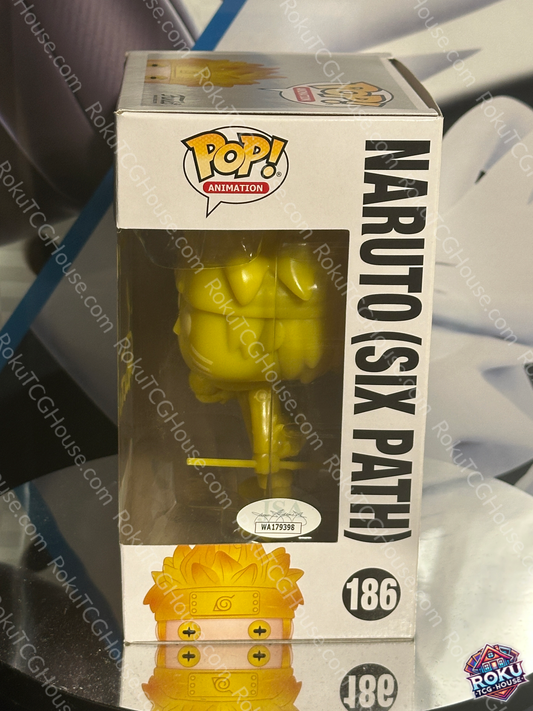 POP!
ANIMATION
NARUTO (SIX PATH)
WA179398
186
RokuTCGHouse.com
ROKU
TCG-HOUSE